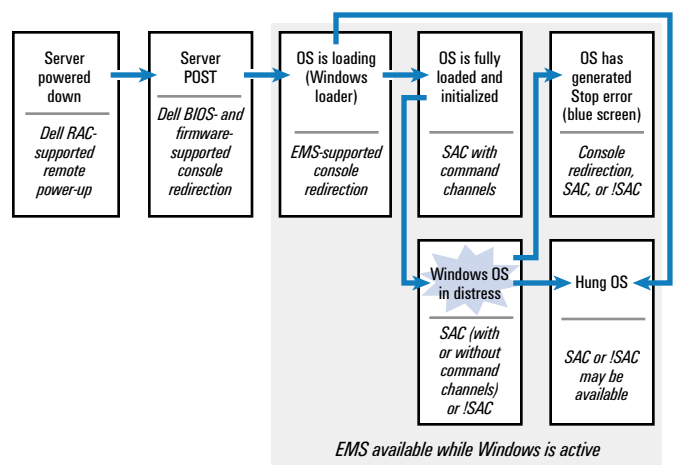 Server
powered
down
Dell RAC-
supported
remote
power-up
Server
POST
Dell BIOS- and
firmware-
supported
console
redirection
OS is loading
(Windows
loader)
EMS-supported
console
redirection
OS is fully
loaded and
initialized
SAC with
command
channels
OS has
generated
Stop error
(blue screen)
Console
redirection,
SAC, or !SAC
Windows OS
in distress
SAC (with
or without
command
channels)
or !SAC
Hung OS
SAC or !SAC
may be
available
EMS available while Windows is active